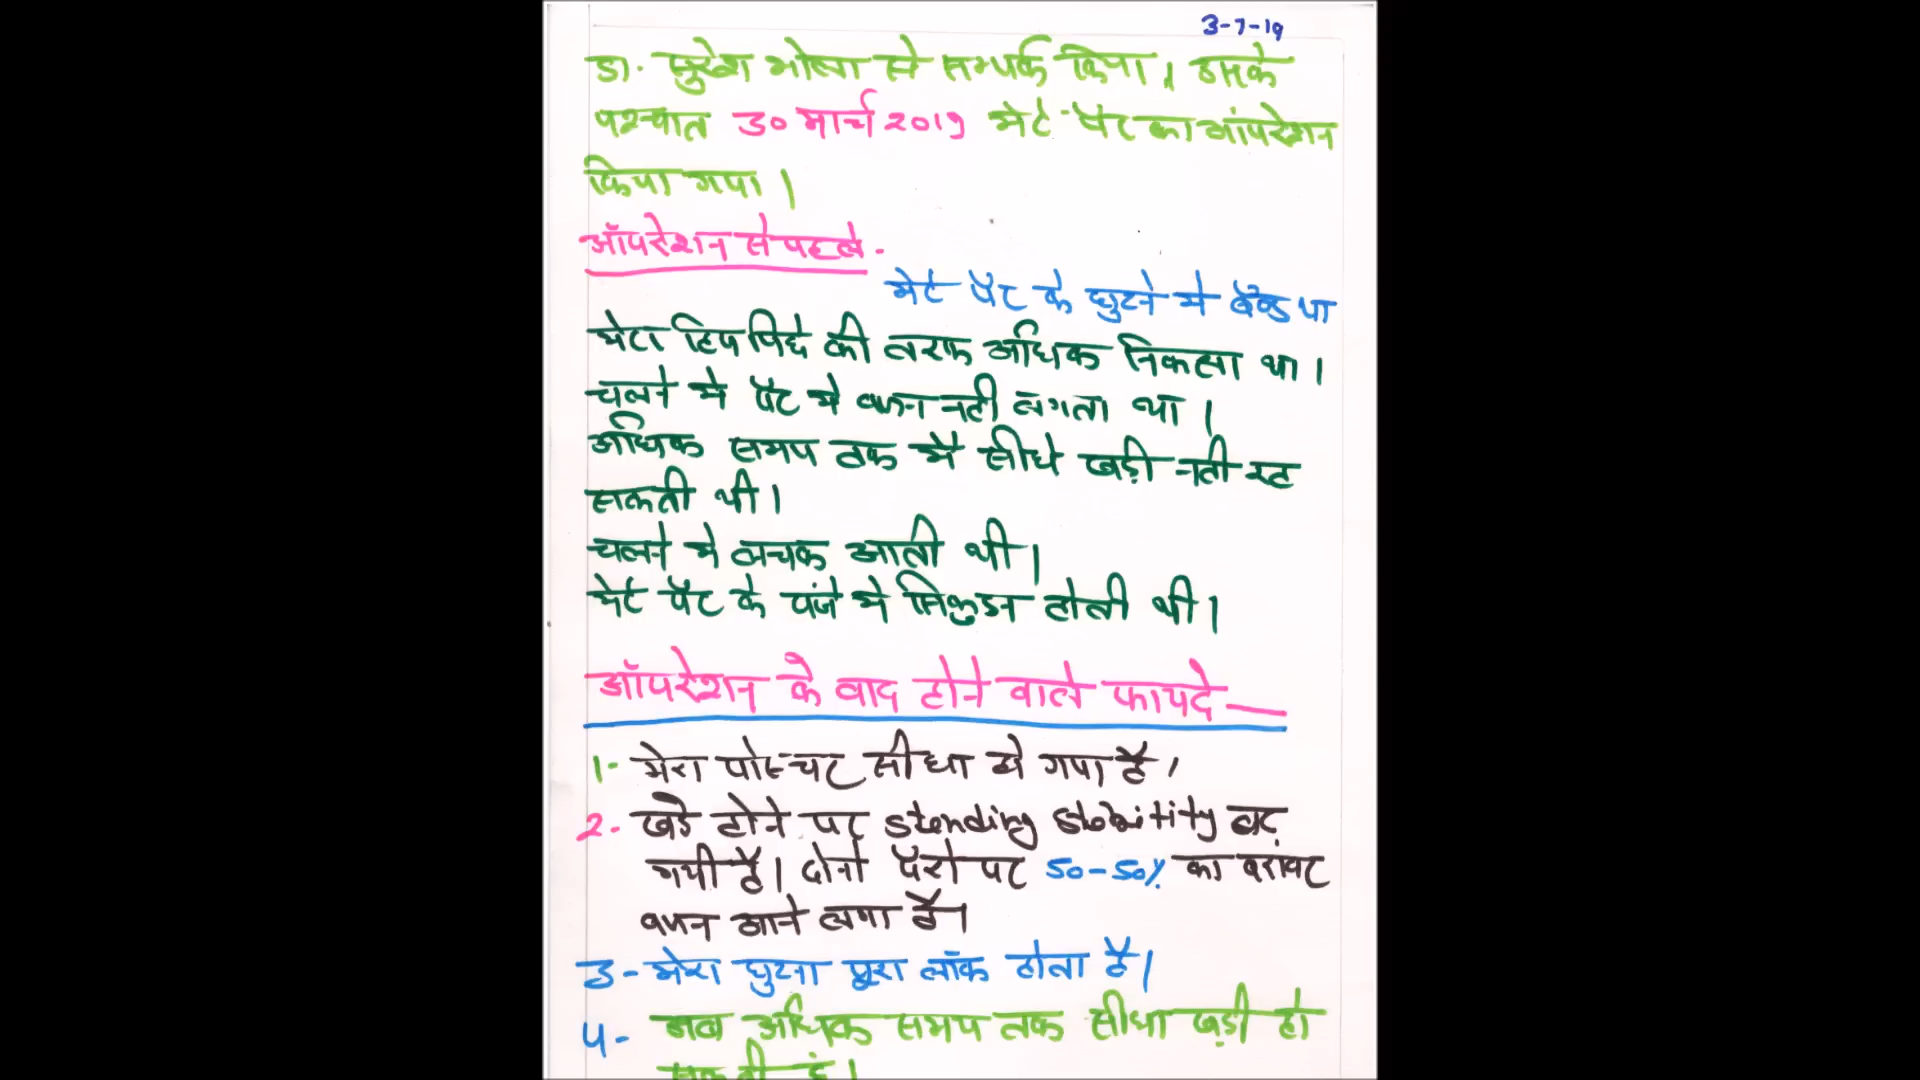 3-7-19
डा. सुरेश भोला से सम्पर्क किया। इसके
पश्चात 30 मार्च 2019 मेरे पैर का ऑपरेशन
किया गया।
ऑपरेशन से पहले -
मेरे पैर के घुटने मे बैन्ड था
मेरा हिप पिछे की तरफ अधिक निकला था।
चलने मे पैर मे वजन नही लगता था।
अधिक समय तक मै सीधे खड़ी नही रह
सकती थी।
चलने मे लचक आती थी।
मेरे पैर के पंजे मे सिकुडन होती थी।
ऑपरेशन के बाद होने वाले फायदे —
1- मेरा पोस्चर सीधा हो गया है।
2. खडे होने पर standing stability बढ़
गयी है। दोनो पैरो पर 50-50% का बराबर
वजन आने लगा है।
3- मेरा घुटना पूरा लॉक होता है।
4- अब अधिक समय तक सीधा खड़ी हो
सकती हूं।